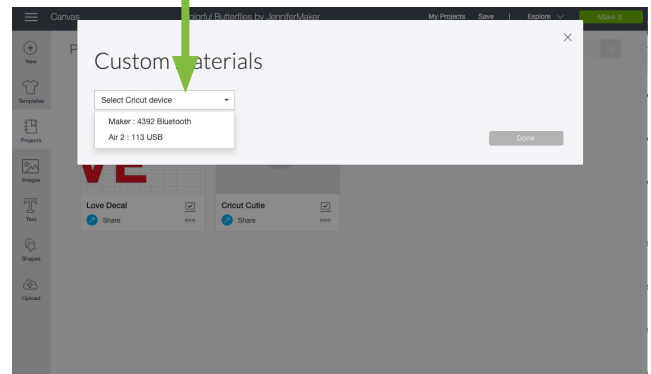 Canvas
Colorful Butterflies by JenniferMaker
My Projects Save | Explore Make It
New
Templates
Projects
Images
Text
Shapes
Upload
Custom Materials
Select Cricut device
Maker : 4392 Bluetooth
Air 2 : 113 USB
Done
VE
Love Decal
Share
Cricut Cutie
Share